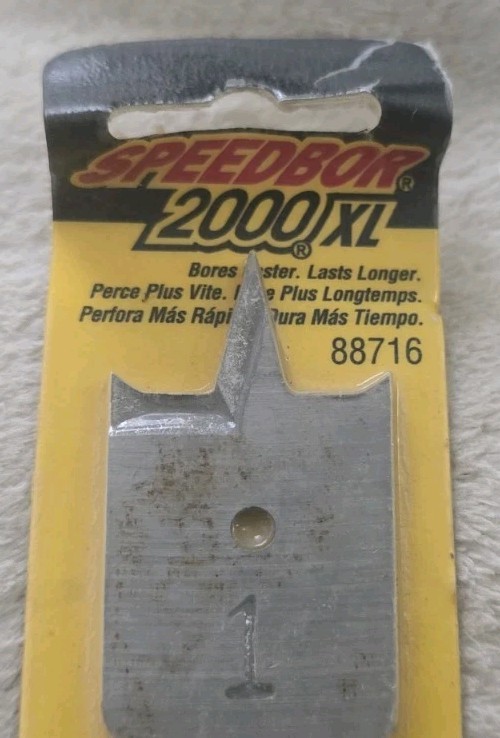 SPEEDBOR®
2000® XL
Bores Lasts Longer.
Perce Plus Vite. Plus Longtemps.
Perfora Más Más Tiempo.
88716
1